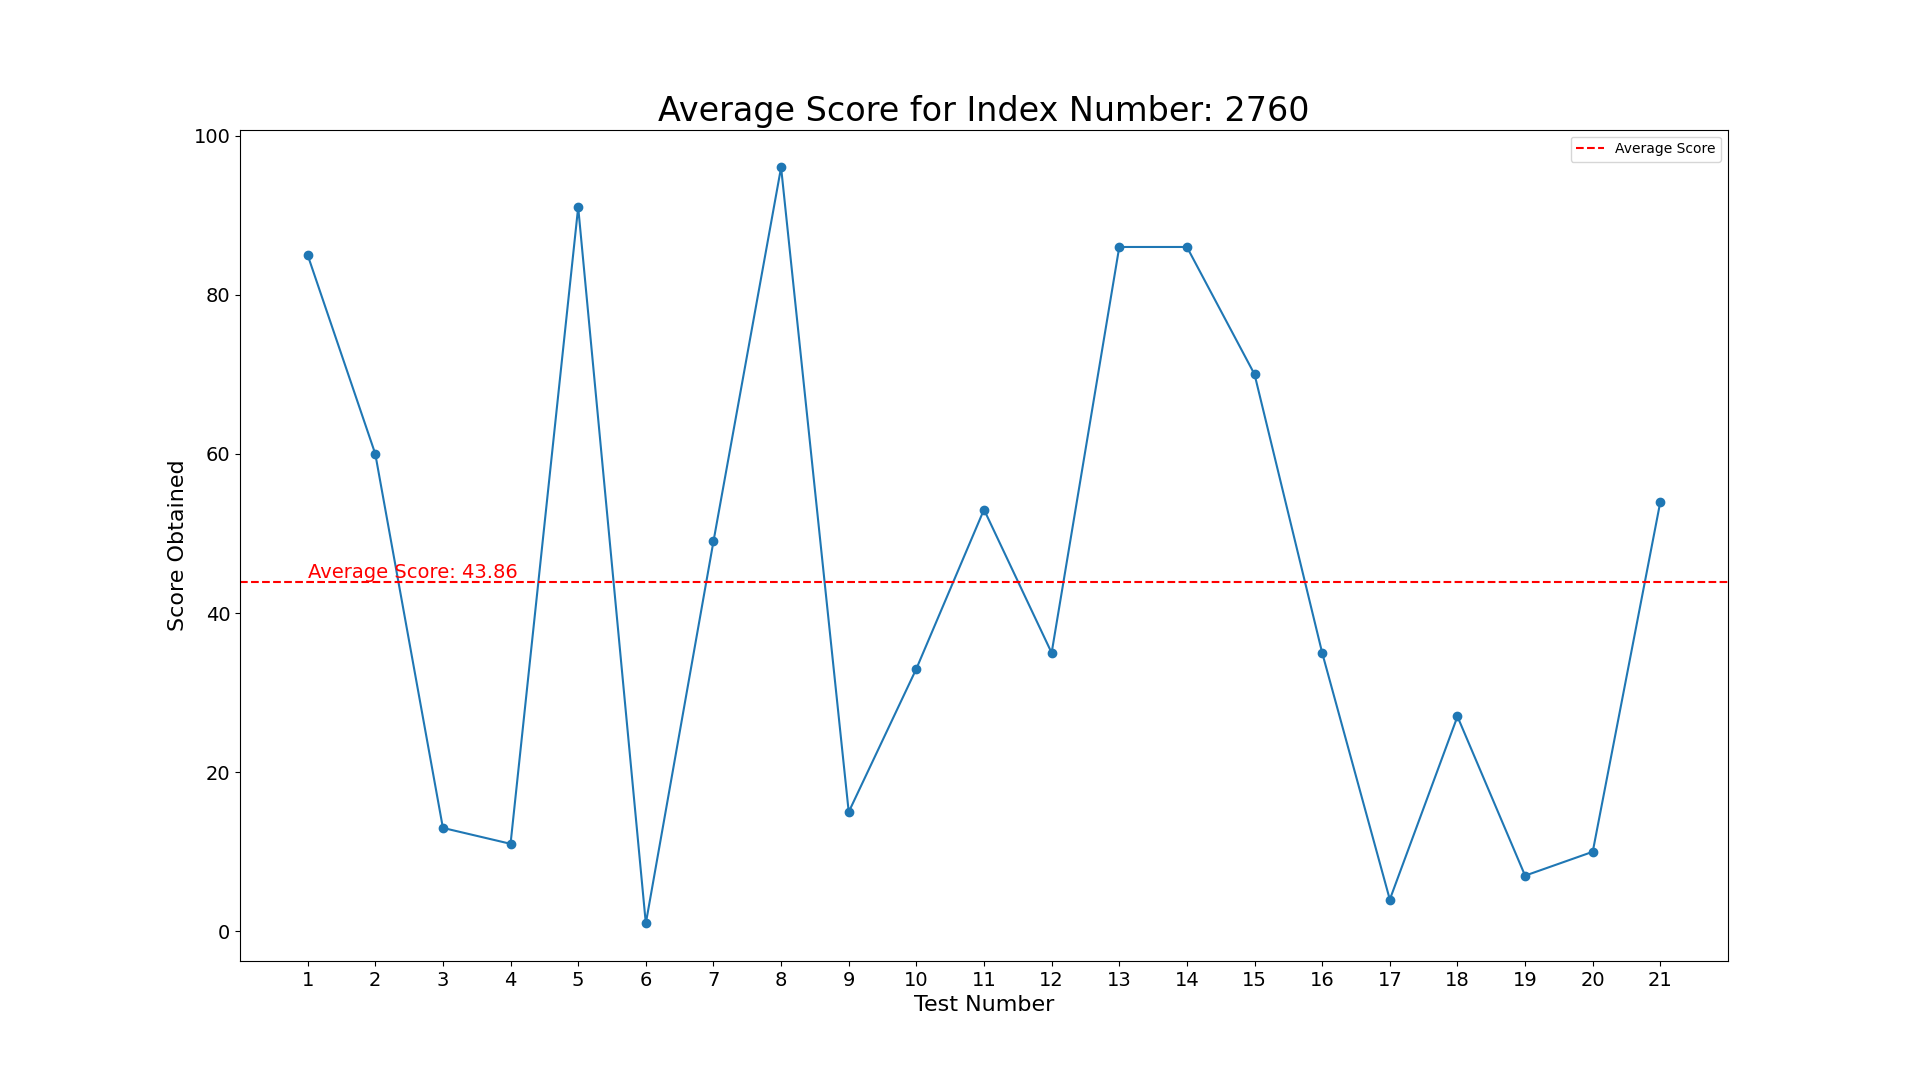 Average Score for Index Number: 2760
100
80
60
40
20
0
Score Obtained
Average Score
Average Score: 43.86
1 2 3 4 5 6 7 8 9 10 11 12 13 14 15 16 17 18 19 20 21
Test Number